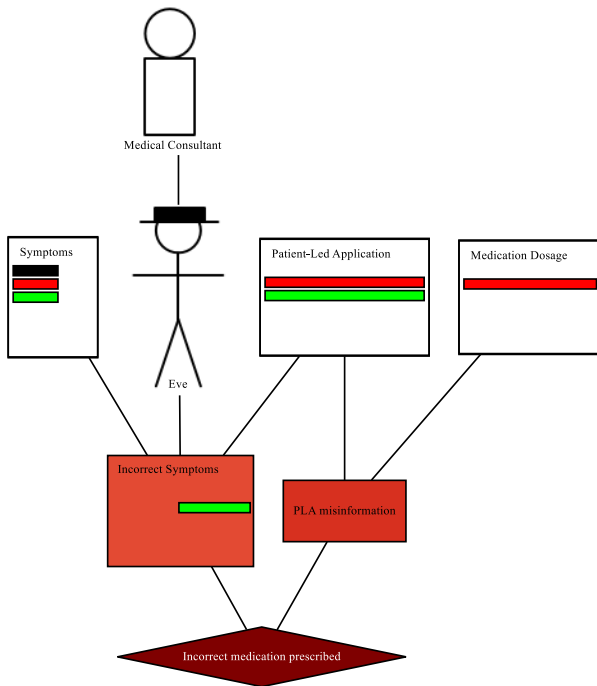 Medical Consultant
Symptoms
Patient-Led Application
Medication Dosage
Eve
Incorrect Symptoms
PLA misinformation
Incorrect medication prescribed